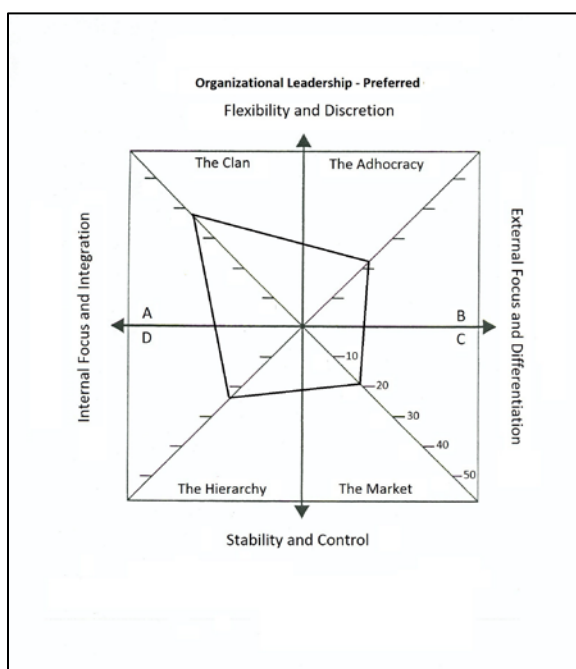 Organizational Leadership - Preferred
Flexibility and Discretion
The Clan
The Adhocracy
Internal Focus and Integration
External Focus and Differentiation
A
B
D
C
10
20
30
40
50
The Hierarchy
The Market
Stability and Control